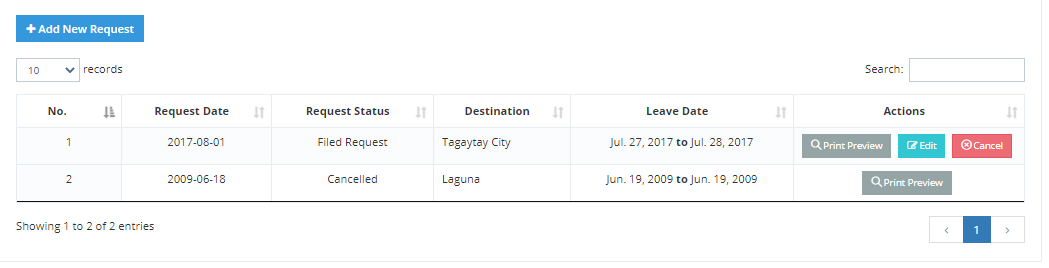 Add New Request
10 records Search:
No. Request Date Request Status Destination Leave Date Actions
1 2017-08-01 Filed Request Tagaytay City Jul. 27, 2017 to Jul. 28, 2017 Print Preview Edit Cancel
2 2009-06-18 Cancelled Laguna Jun. 19, 2009 to Jun. 19, 2009 Print Preview
Showing 1 to 2 of 2 entries ‹ 1 ›